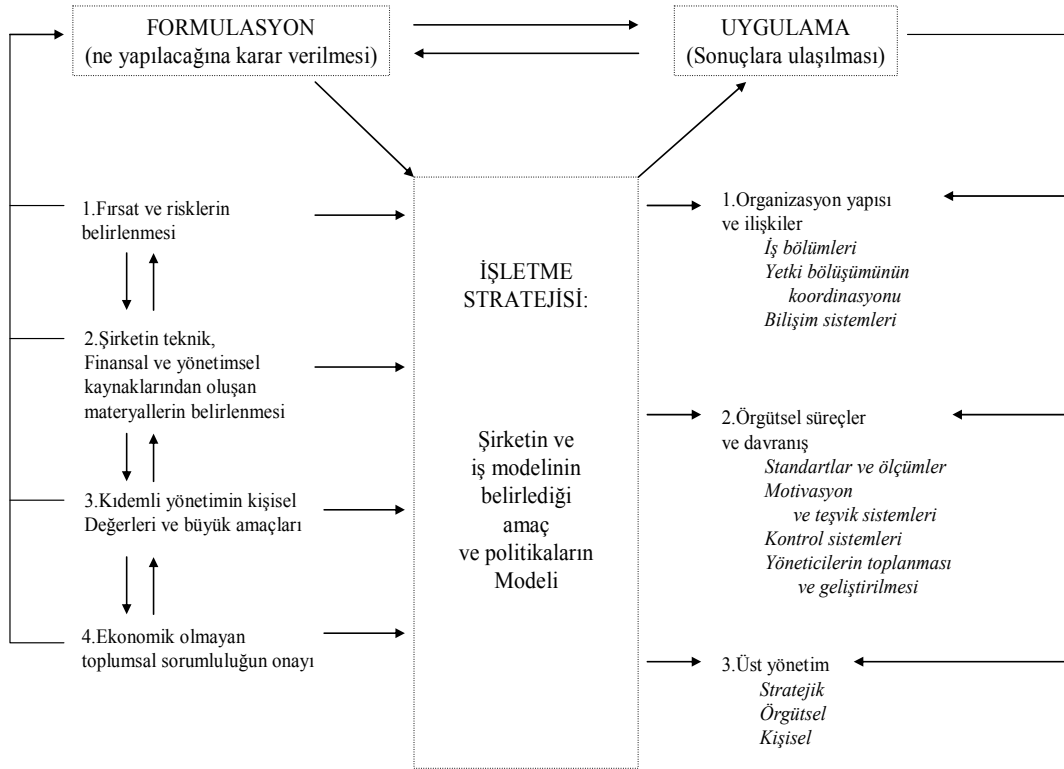 FORMULASYON
(ne yapılacağına karar verilmesi)
UYGULAMA
(Sonuçlara ulaşılması)
1.Fırsat ve risklerin
belirlenmesi
2.Şirketin teknik,
Finansal ve yönetimsel
kaynaklarından oluşan
materyallerin belirlenmesi
3.Kıdemli yönetimin kişisel
Değerleri ve büyük amaçları
4.Ekonomik olmayan
toplumsal sorumluluğun onayı
İŞLETME
STRATEJİSİ:
Şirketin ve
iş modelinin
belirlediği
amaç
ve politikaların
Modeli
1.Organizasyon yapısı
ve ilişkiler
İş bölümleri
Yetki bölüşümünün
koordinasyonu
Bilişim sistemleri
2.Örgütsel süreçler
ve davranış
Standartlar ve ölçümler
Motivasyon
ve teşvik sistemleri
Kontrol sistemleri
Yöneticilerin toplanması
ve geliştirilmesi
3.Üst yönetim
Stratejik
Örgütsel
Kişisel